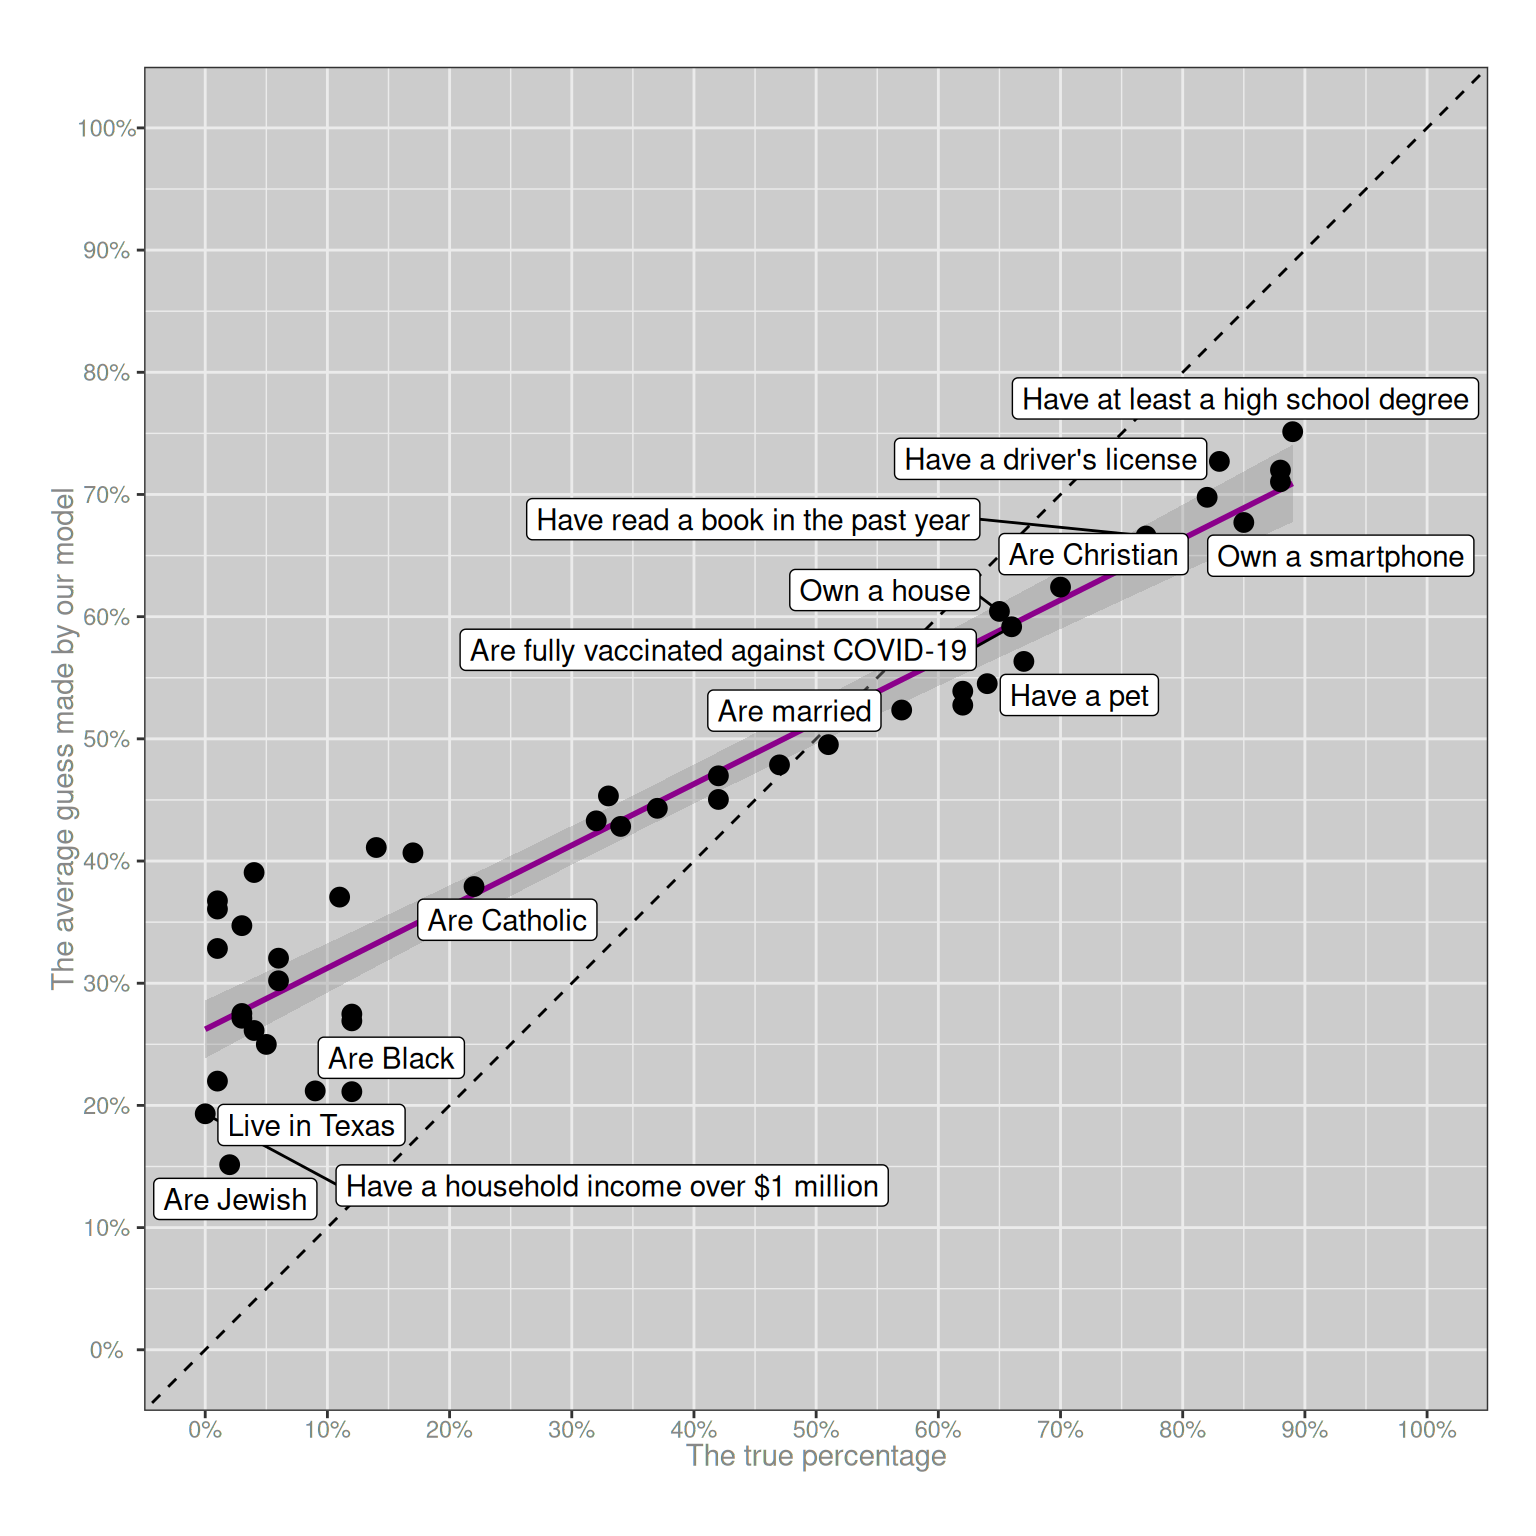 100%
90%
80%
Have at least a high school degree
Have a driver's license
70%
Have read a book in the past year
Are Christian
Own a smartphone
Own a house
60%
Are fully vaccinated against COVID-19
Have a pet
Are married
50%
40%
Are Catholic
30%
Are Black
20%
Live in Texas
Have a household income over $1 million
Are Jewish
10%
0%
The average guess made by our model
0% 10% 20% 30% 40% 50% 60% 70% 80% 90% 100%
The true percentage